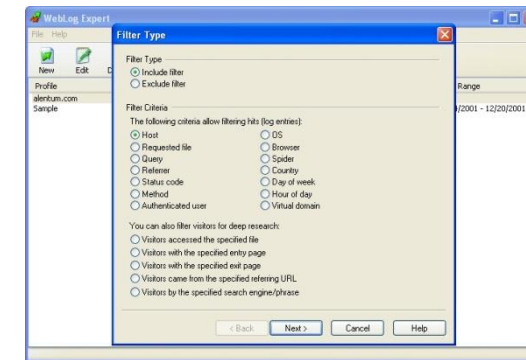 WebLog Expert
File Help
Filter Type
New Edit
Profile
alentum.com
Sample
Range
/2001 - 12/20/2001
Filter Type
Include filter
Exclude filter
Filter Criteria
The following criteria allow filtering hits (log entries):
Host OS
Requested file Browser
Query Spider
Referrer Country
Status code Day of week
Method Hour of day
Authenticated user Virtual domain
You can also filter visitors for deep research:
Visitors accessed the specified file
Visitors with the specified entry page
Visitors with the specified exit page
Visitors came from the specified referring URL
Visitors by the specified search engine/phrase
< Back Next > Cancel Help